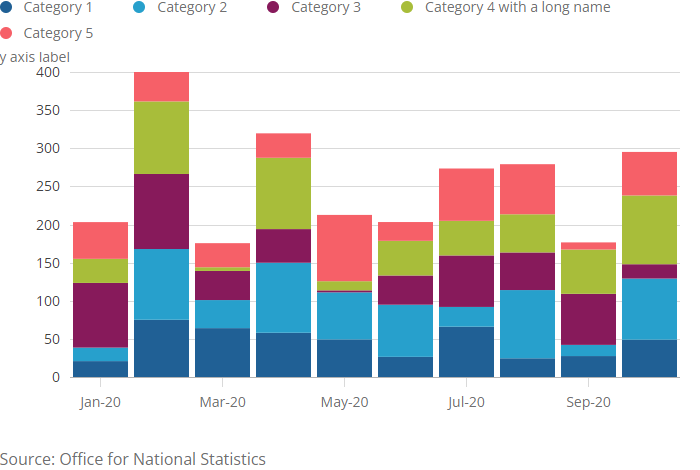 Category 1 Category 2 Category 3 Category 4 with a long name
Category 5
y axis label
400
350
300
250
200
150
100
50
0
Jan-20 Mar-20 May-20 Jul-20 Sep-20
Source: Office for National Statistics